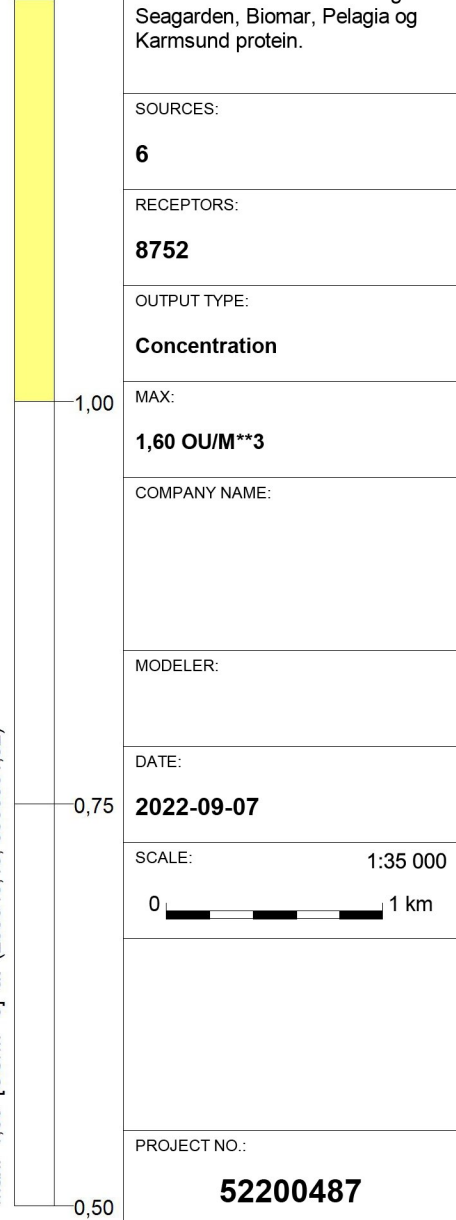 Seagarden, Biomar, Pelagia og
Karmsund protein.
SOURCES:
6
RECEPTORS:
8752
OUTPUT TYPE:
Concentration
1,00
MAX:
1,60 OU/M**3
COMPANY NAME:
MODELER:
DATE:
0,75
2022-09-07
SCALE:
1:35 000
0
1 km
PROJECT NO.:
52200487
0,50